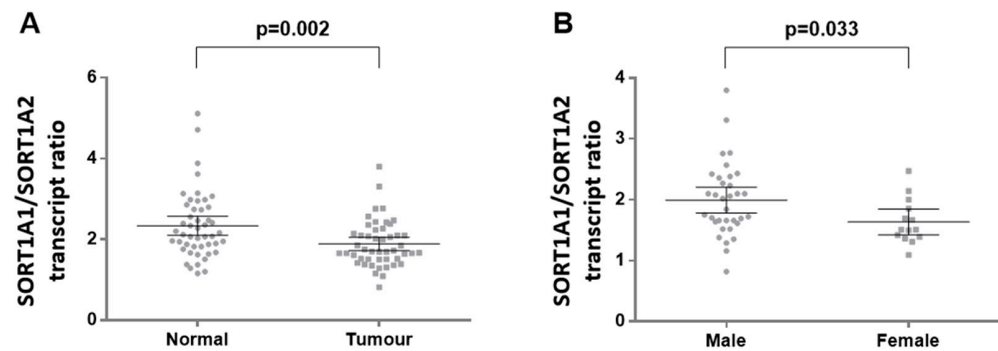 A
p=0.002
SORT1A1/SORT1A2
transcript ratio
6
4
2
0
Normal
Tumour
B
p=0.033
SORT1A1/SORT1A2
transcript ratio
4
3
2
1
0
Male
Female